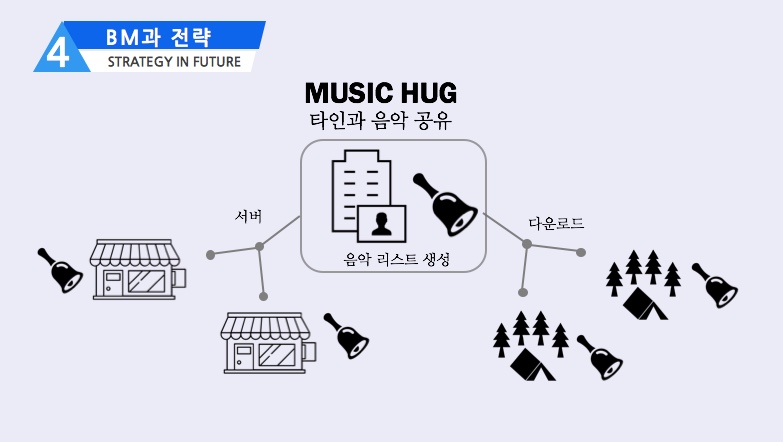 4
BM과 전략
STRATEGY IN FUTURE
MUSIC HUG
타인과 음악 공유
서버
다운로드
음악 리스트 생성